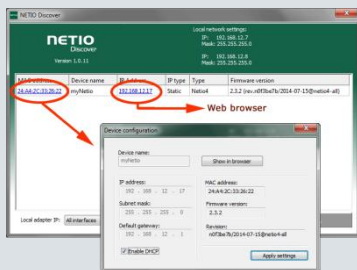 NETIO Discover
NETIO
Discover
Version 1.0.11
Local network settings:
IP: 192.168.12.7
Mask: 255.255.255.0
IP: 192.168.12.8
Mask: 255.255.255.0
MAC address Device name IP Address IP type Type Firmware version
24:A4:2C:33:26:22 myNetio 192.168.12.17 Static Netio4 2.3.2 (rev.n0f3ba7b/2014-07-15@netio4-all)
Web browser
Device configuration
Device name:
myNetio
Show in browser
IP address:
192 . 168 . 12 . 17
MAC address:
24:A4:2C:33:26:22
Subnet mask:
255 . 255 . 255 . 0
Firmware version:
2.3.2
Default gateway:
192 . 168 . 12 . 1
Revision:
n0f3ba7b/2014-07-15@netio4-all
Enable DHCP
Apply settings
Local adapter IP: All interfaces